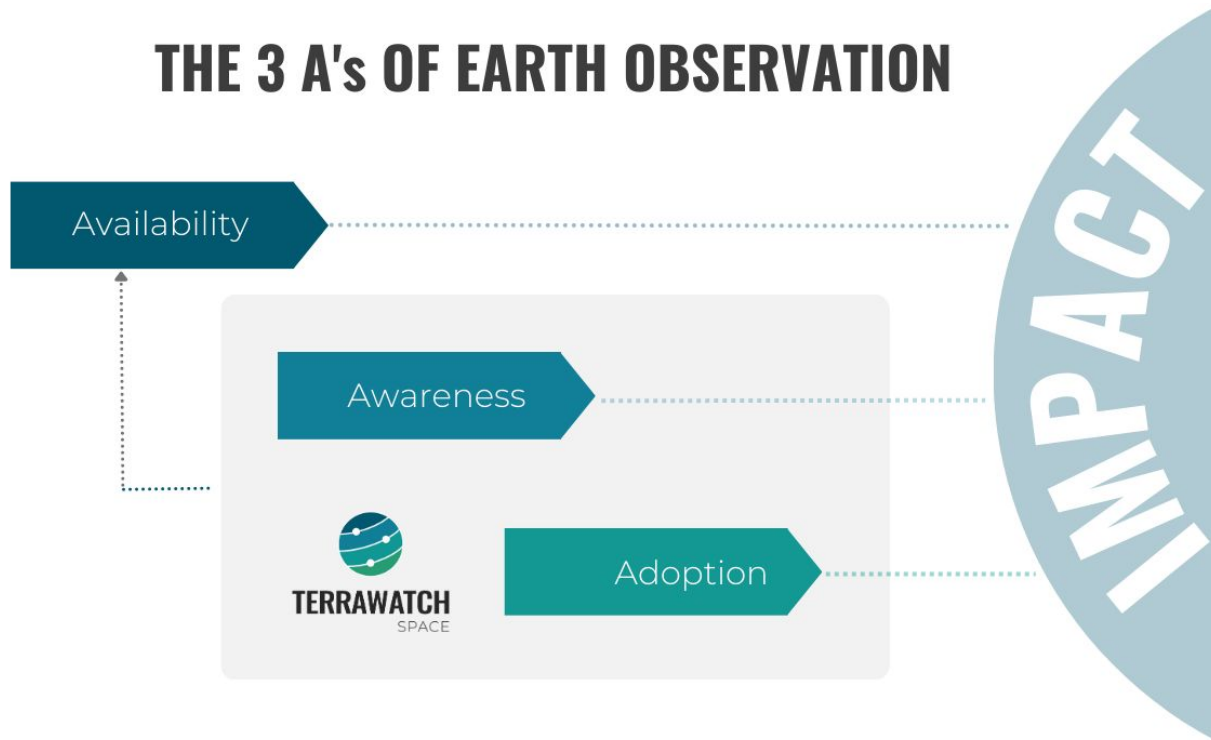 THE 3 A's OF EARTH OBSERVATION
Availability
Awareness
Adoption
TERRAWATCH
SPACE
IMPACT